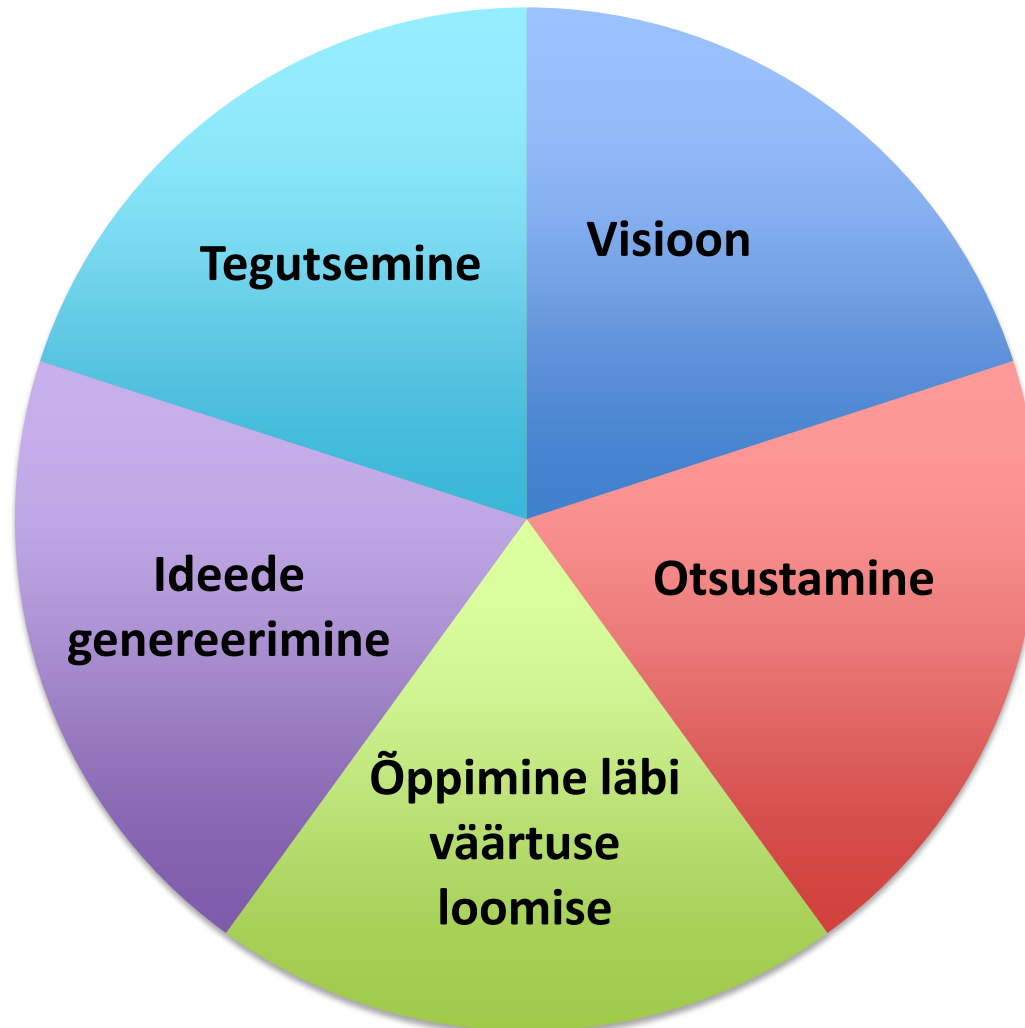 Tegutsemine
Visioon
Ideede
genereerimine
Otsustamine
Õppimine läbi
väärtuse
loomise